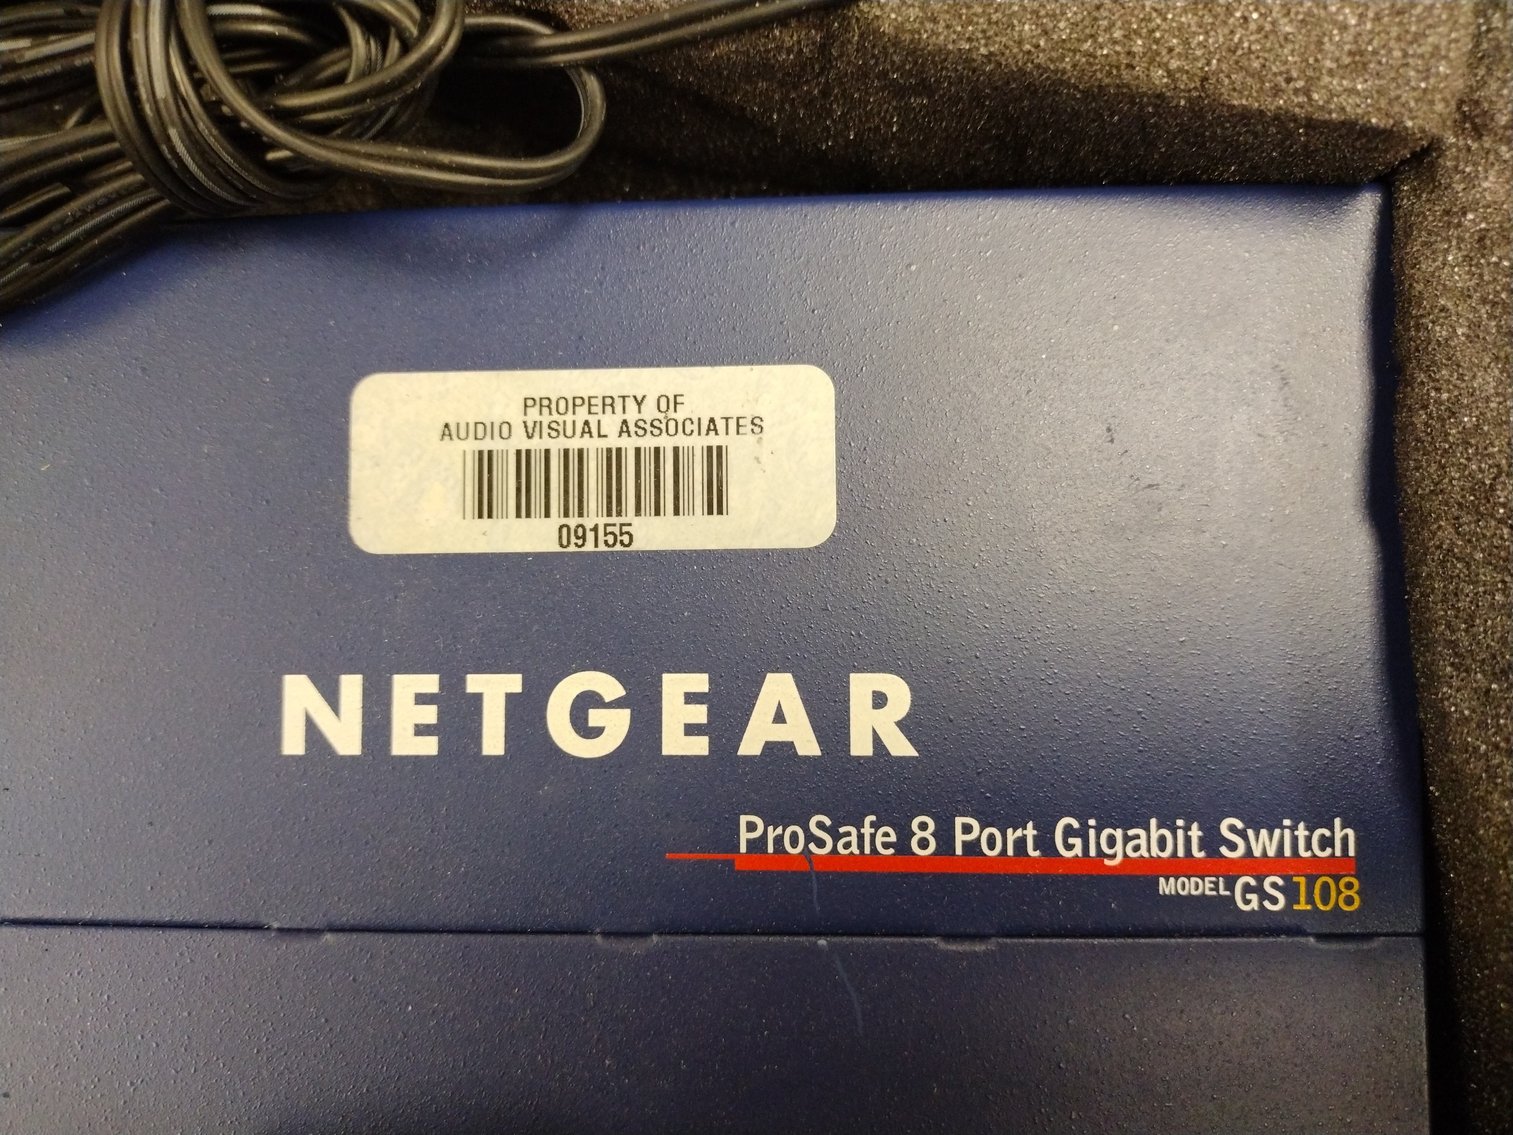 PROPERTY OF
AUDIO VISUAL ASSOCIATES
09155
NETGEAR
ProSafe 8 Port Gigabit Switch
MODEL GS108